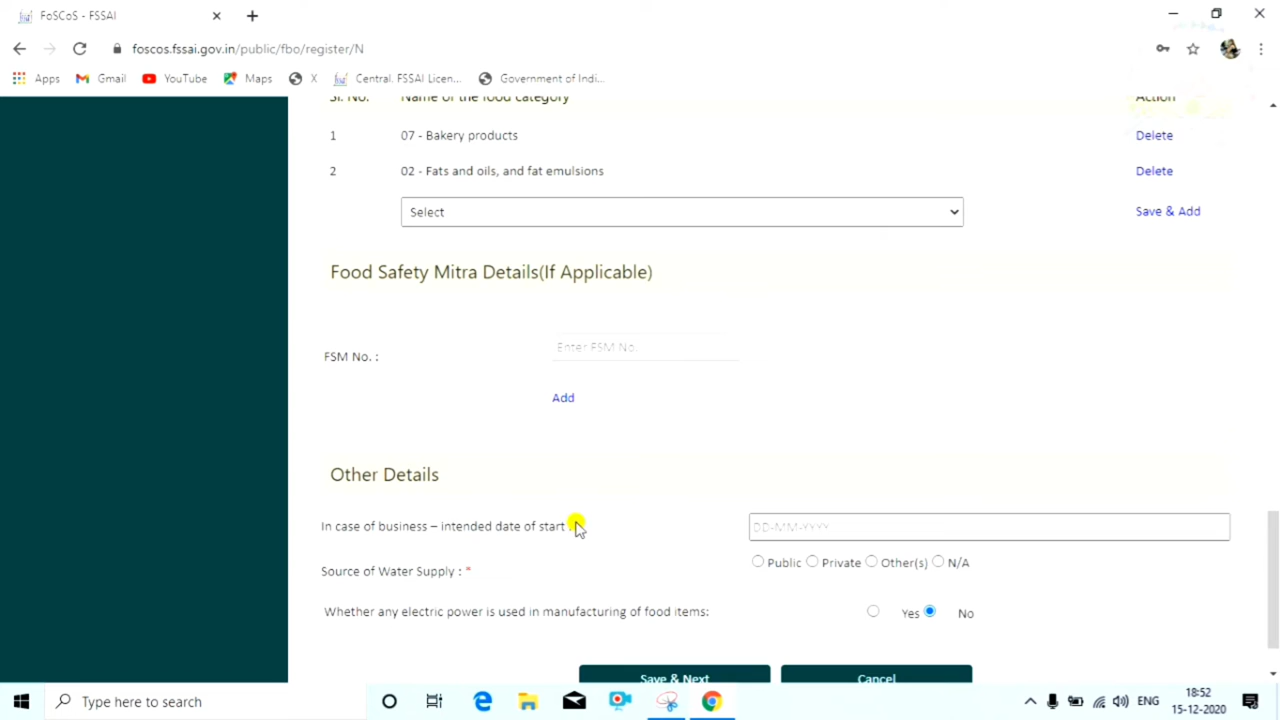 FoSCoS - FSSAI
foscos.fssai.gov.in/public/fbo/register/N
Apps Gmail YouTube Maps X Central. FSSAI Licen... Government of Indi...
Sl. No. Name of the food category Action
1 07 - Bakery products Delete
2 02 - Fats and oils, and fat emulsions Delete
Select Save & Add
Food Safety Mitra Details(If Applicable)
FSM No. : Enter FSM No.
Add
Other Details
In case of business – intended date of start : DD-MM-YYYY
Source of Water Supply : * Public Private Other(s) N/A
Whether any electric power is used in manufacturing of food items: Yes No
Save & Next Cancel
Type here to search ENG 18:52
15-12-2020